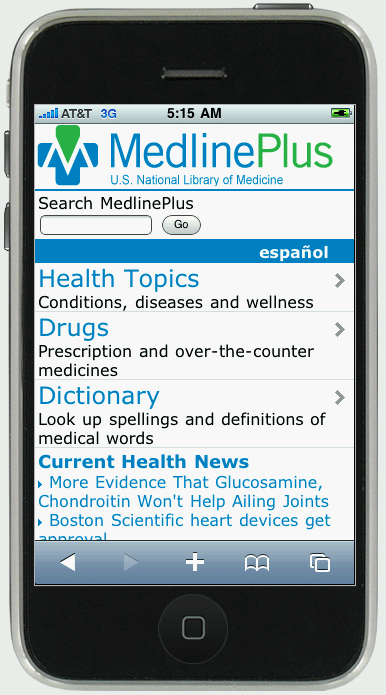 AT&T 3G 5:15 AM
MedlinePlus
U.S. National Library of Medicine
Search MedlinePlus
Go
español
Health Topics
Conditions, diseases and wellness
Drugs
Prescription and over-the-counter
medicines
Dictionary
Look up spellings and definitions of
medical words
Current Health News
More Evidence That Glucosamine,
Chondroitin Won't Help Ailing Joints
Boston Scientific heart devices get
approval